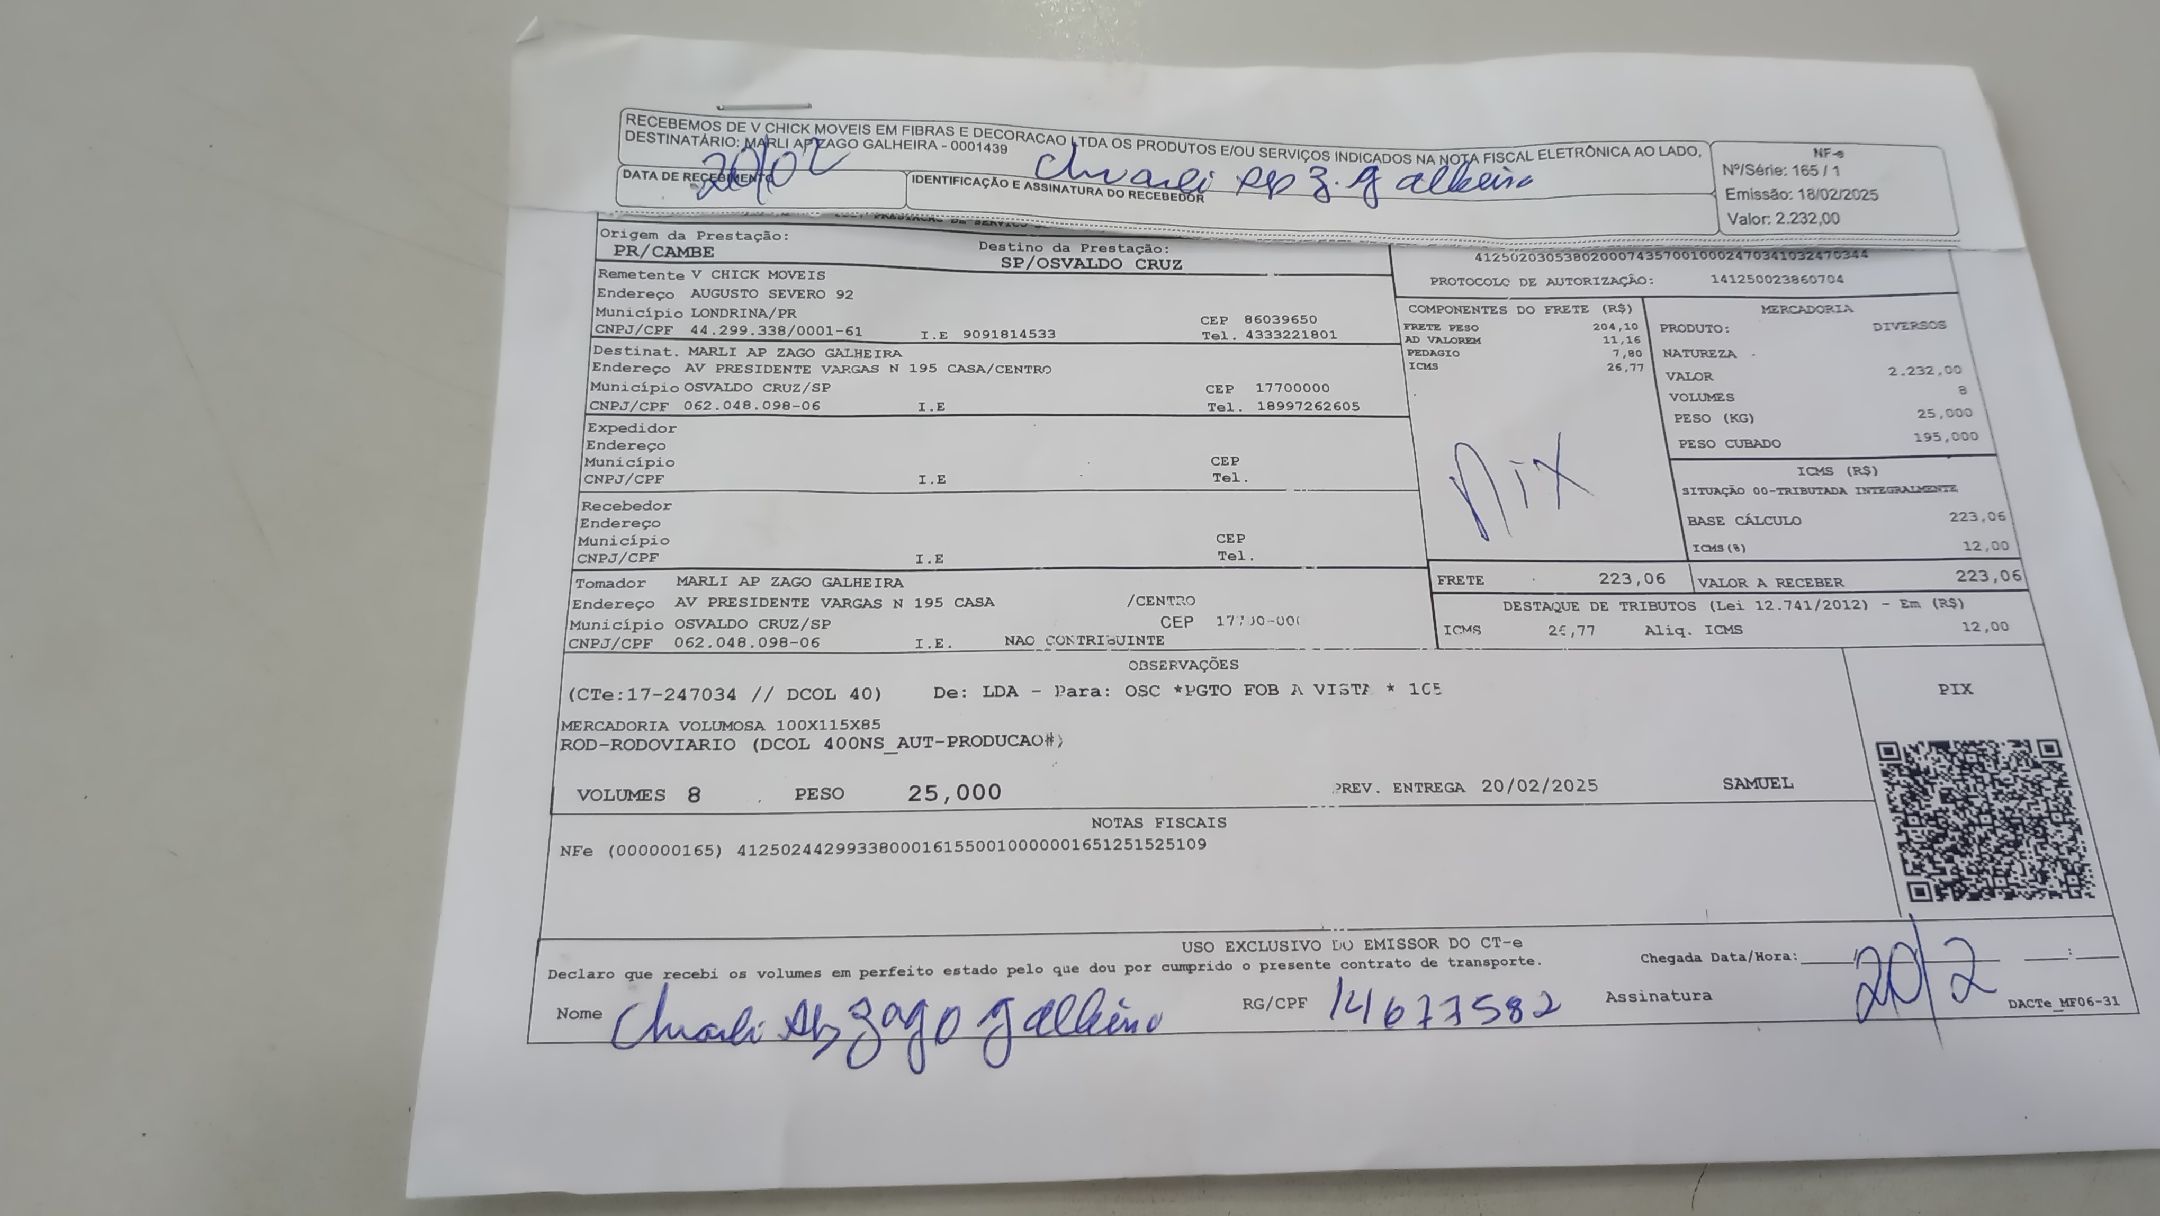 RECEBEMOS DE V CHICK MOVEIS EM FIBRAS E DECORACAO LTDA OS PRODUTOS E/OU SERVIÇOS INDICADOS NA NOTA FISCAL ELETRÔNICA AO LADO,
DESTINATÁRIO: MARLI AP ZAGO GALHEIRA - 0001439
DATA DE RECEBIMENTO 20/02
IDENTIFICAÇÃO E ASSINATURA DO RECEBEDOR Marli Ap Z. Galheira
NF-e
Nº/Série: 165 / 1
Emissão: 18/02/2025
Valor: 2.232,00
Origem da Prestação:
PR/CAMBE
Destino da Prestação:
SP/OSVALDO CRUZ
PROTOCOLO DE AUTORIZAÇÃO: 141250023860704
Remetente V CHICK MOVEIS
Endereço AUGUSTO SEVERO 92
Município LONDRINA/PR CEP 86039650
CNPJ/CPF 44.299.338/0001-61 I.E 9091814533 Tel. 4333221801
Destinat. MARLI AP ZAGO GALHEIRA
Endereço AV PRESIDENTE VARGAS N 195 CASA/CENTRO
Município OSVALDO CRUZ/SP CEP 17700000
CNPJ/CPF 062.048.098-06 I.E Tel. 18997262605
Expedidor
Endereço
Município CEP
CNPJ/CPF I.E Tel.
Recebedor
Endereço
Município CEP
CNPJ/CPF I.E Tel.
Tomador MARLI AP ZAGO GALHEIRA
Endereço AV PRESIDENTE VARGAS N 195 CASA /CENTRO
Município OSVALDO CRUZ/SP CEP
CNPJ/CPF 062.048.098-06 I.E. NAO CONTRIBUINTE
COMPONENTES DO FRETE (R$)
FRETE PESO 204,10
AD VALOREM 11,16
PEDAGIO 7,80
ICMS 26,77
PIX
MERCADORIA
PRODUTO: DIVERSOS
NATUREZA -
VALOR 2.232,00
VOLUMES 8
PESO (KG) 25,000
PESO CUBADO 195,000
ICMS (R$)
SITUAÇÃO 00-TRIBUTADA INTEGRALMENTE
BASE CÁLCULO 223,06
ICMS(%) 12,00
FRETE 223,06 VALOR A RECEBER 223,06
DESTAQUE DE TRIBUTOS (Lei 12.741/2012) - Em (R$)
ICMS 26,77 Aliq. ICMS 12,00
OBSERVAÇÕES
(CTe:17-247034 // DCOL 40) De: LDA - Para: OSC *PGTO FOB A VISTA *
MERCADORIA VOLUMOSA 100X115X85
ROD-RODOVIARIO (DCOL 400NS_AUT-PRODUCAO#)
VOLUMES 8 PESO 25,000 PREV. ENTREGA 20/02/2025 SAMUEL
PIX
NOTAS FISCAIS
NFe (000000165) 41250244299338000161550010000001651251525109
USO EXCLUSIVO DO EMISSOR DO CT-e
Declaro que recebi os volumes em perfeito estado pelo que dou por cumprido o presente contrato de transporte.
Chegada Data/Hora: 20/2
Nome Marli Ap Zago Galheira RG/CPF 14677582 Assinatura
DACTe_MF06-31